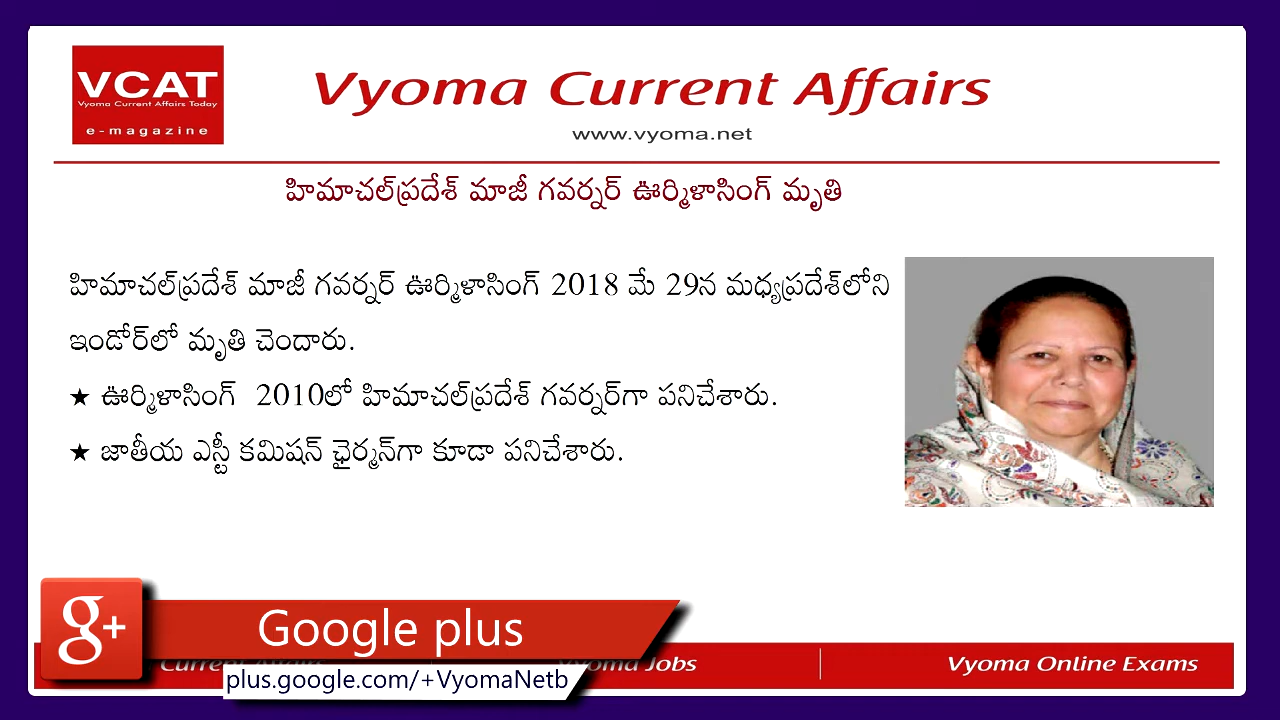 VCAT
Vyoma Current Affairs Today
e-magazine
Vyoma Current Affairs
www.vyoma.net
హిమాచల్‌ప్రదేశ్ మాజీ గవర్నర్ ఊర్మిళాసింగ్ మృతి
హిమాచల్‌ప్రదేశ్ మాజీ గవర్నర్ ఊర్మిళాసింగ్ 2018 మే 29న మధ్యప్రదేశ్‌లోని
ఇండోర్‌లో మృతి చెందారు.
★ ఊర్మిళాసింగ్ 2010లో హిమాచల్‌ప్రదేశ్ గవర్నర్‌గా పనిచేశారు.
★ జాతీయ ఎస్టీ కమిషన్ ఛైర్మన్‌గా కూడా పనిచేశారు.
g+
Google plus
plus.google.com/+VyomaNetb
Vyoma Jobs
Vyoma Online Exams